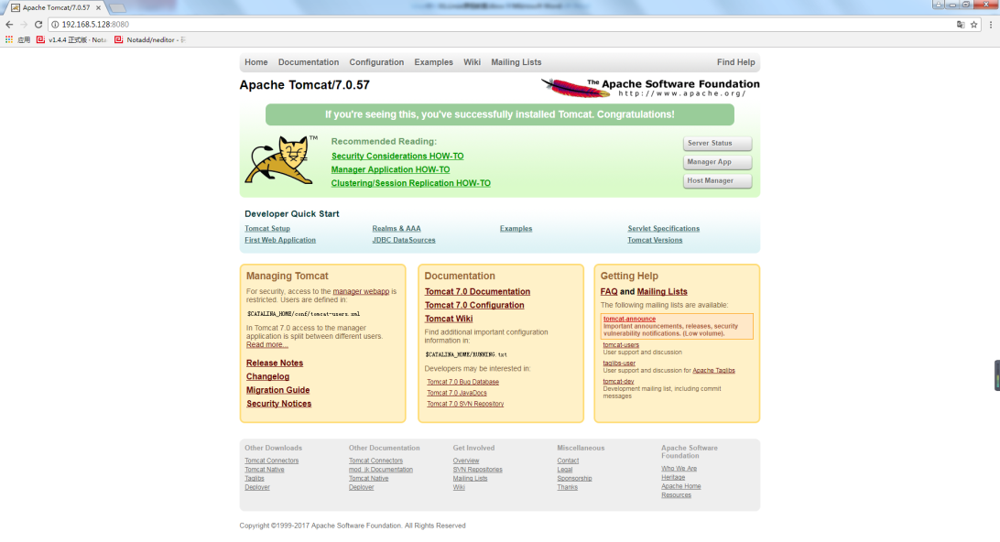 Apache Tomcat/7.0.57
192.168.5.128:8080
应用 v1.4.4 正式版 · Nota Notadd/neditor -
Home Documentation Configuration Examples Wiki Mailing Lists Find Help
Apache Tomcat/7.0.57
The Apache Software Foundation
http://www.apache.org/
If you're seeing this, you've successfully installed Tomcat. Congratulations!
TM
Recommended Reading:
Security Considerations HOW-TO
Manager Application HOW-TO
Clustering/Session Replication HOW-TO
Server Status
Manager App
Host Manager
Developer Quick Start
Tomcat Setup Realms & AAA Examples Servlet Specifications
First Web Application JDBC DataSources Tomcat Versions
Managing Tomcat
For security, access to the manager webapp is
restricted. Users are defined in:
$CATALINA_HOME/conf/tomcat-users.xml
In Tomcat 7.0 access to the manager
application is split between different users.
Read more...
Release Notes
Changelog
Migration Guide
Security Notices
Documentation
Tomcat 7.0 Documentation
Tomcat 7.0 Configuration
Tomcat Wiki
Find additional important configuration
information in:
$CATALINA_HOME/RUNNING.txt
Developers may be interested in:
Tomcat 7.0 Bug Database
Tomcat 7.0 JavaDocs
Tomcat 7.0 SVN Repository
Getting Help
FAQ and Mailing Lists
The following mailing lists are available:
tomcat-announce
Important announcements, releases, security
vulnerability notifications. (Low volume).
tomcat-users
User support and discussion
taglibs-user
User support and discussion for Apache Taglibs
tomcat-dev
Development mailing list, including commit
messages
Other Downloads
Tomcat Connectors
Tomcat Native
Taglibs
Deployer
Other Documentation
Tomcat Connectors
mod_jk Documentation
Tomcat Native
Deployer
Get Involved
Overview
SVN Repositories
Mailing Lists
Wiki
Miscellaneous
Contact
Legal
Sponsorship
Thanks
Apache Software
Foundation
Who We Are
Heritage
Apache Home
Resources
Copyright ©1999-2017 Apache Software Foundation. All Rights Reserved